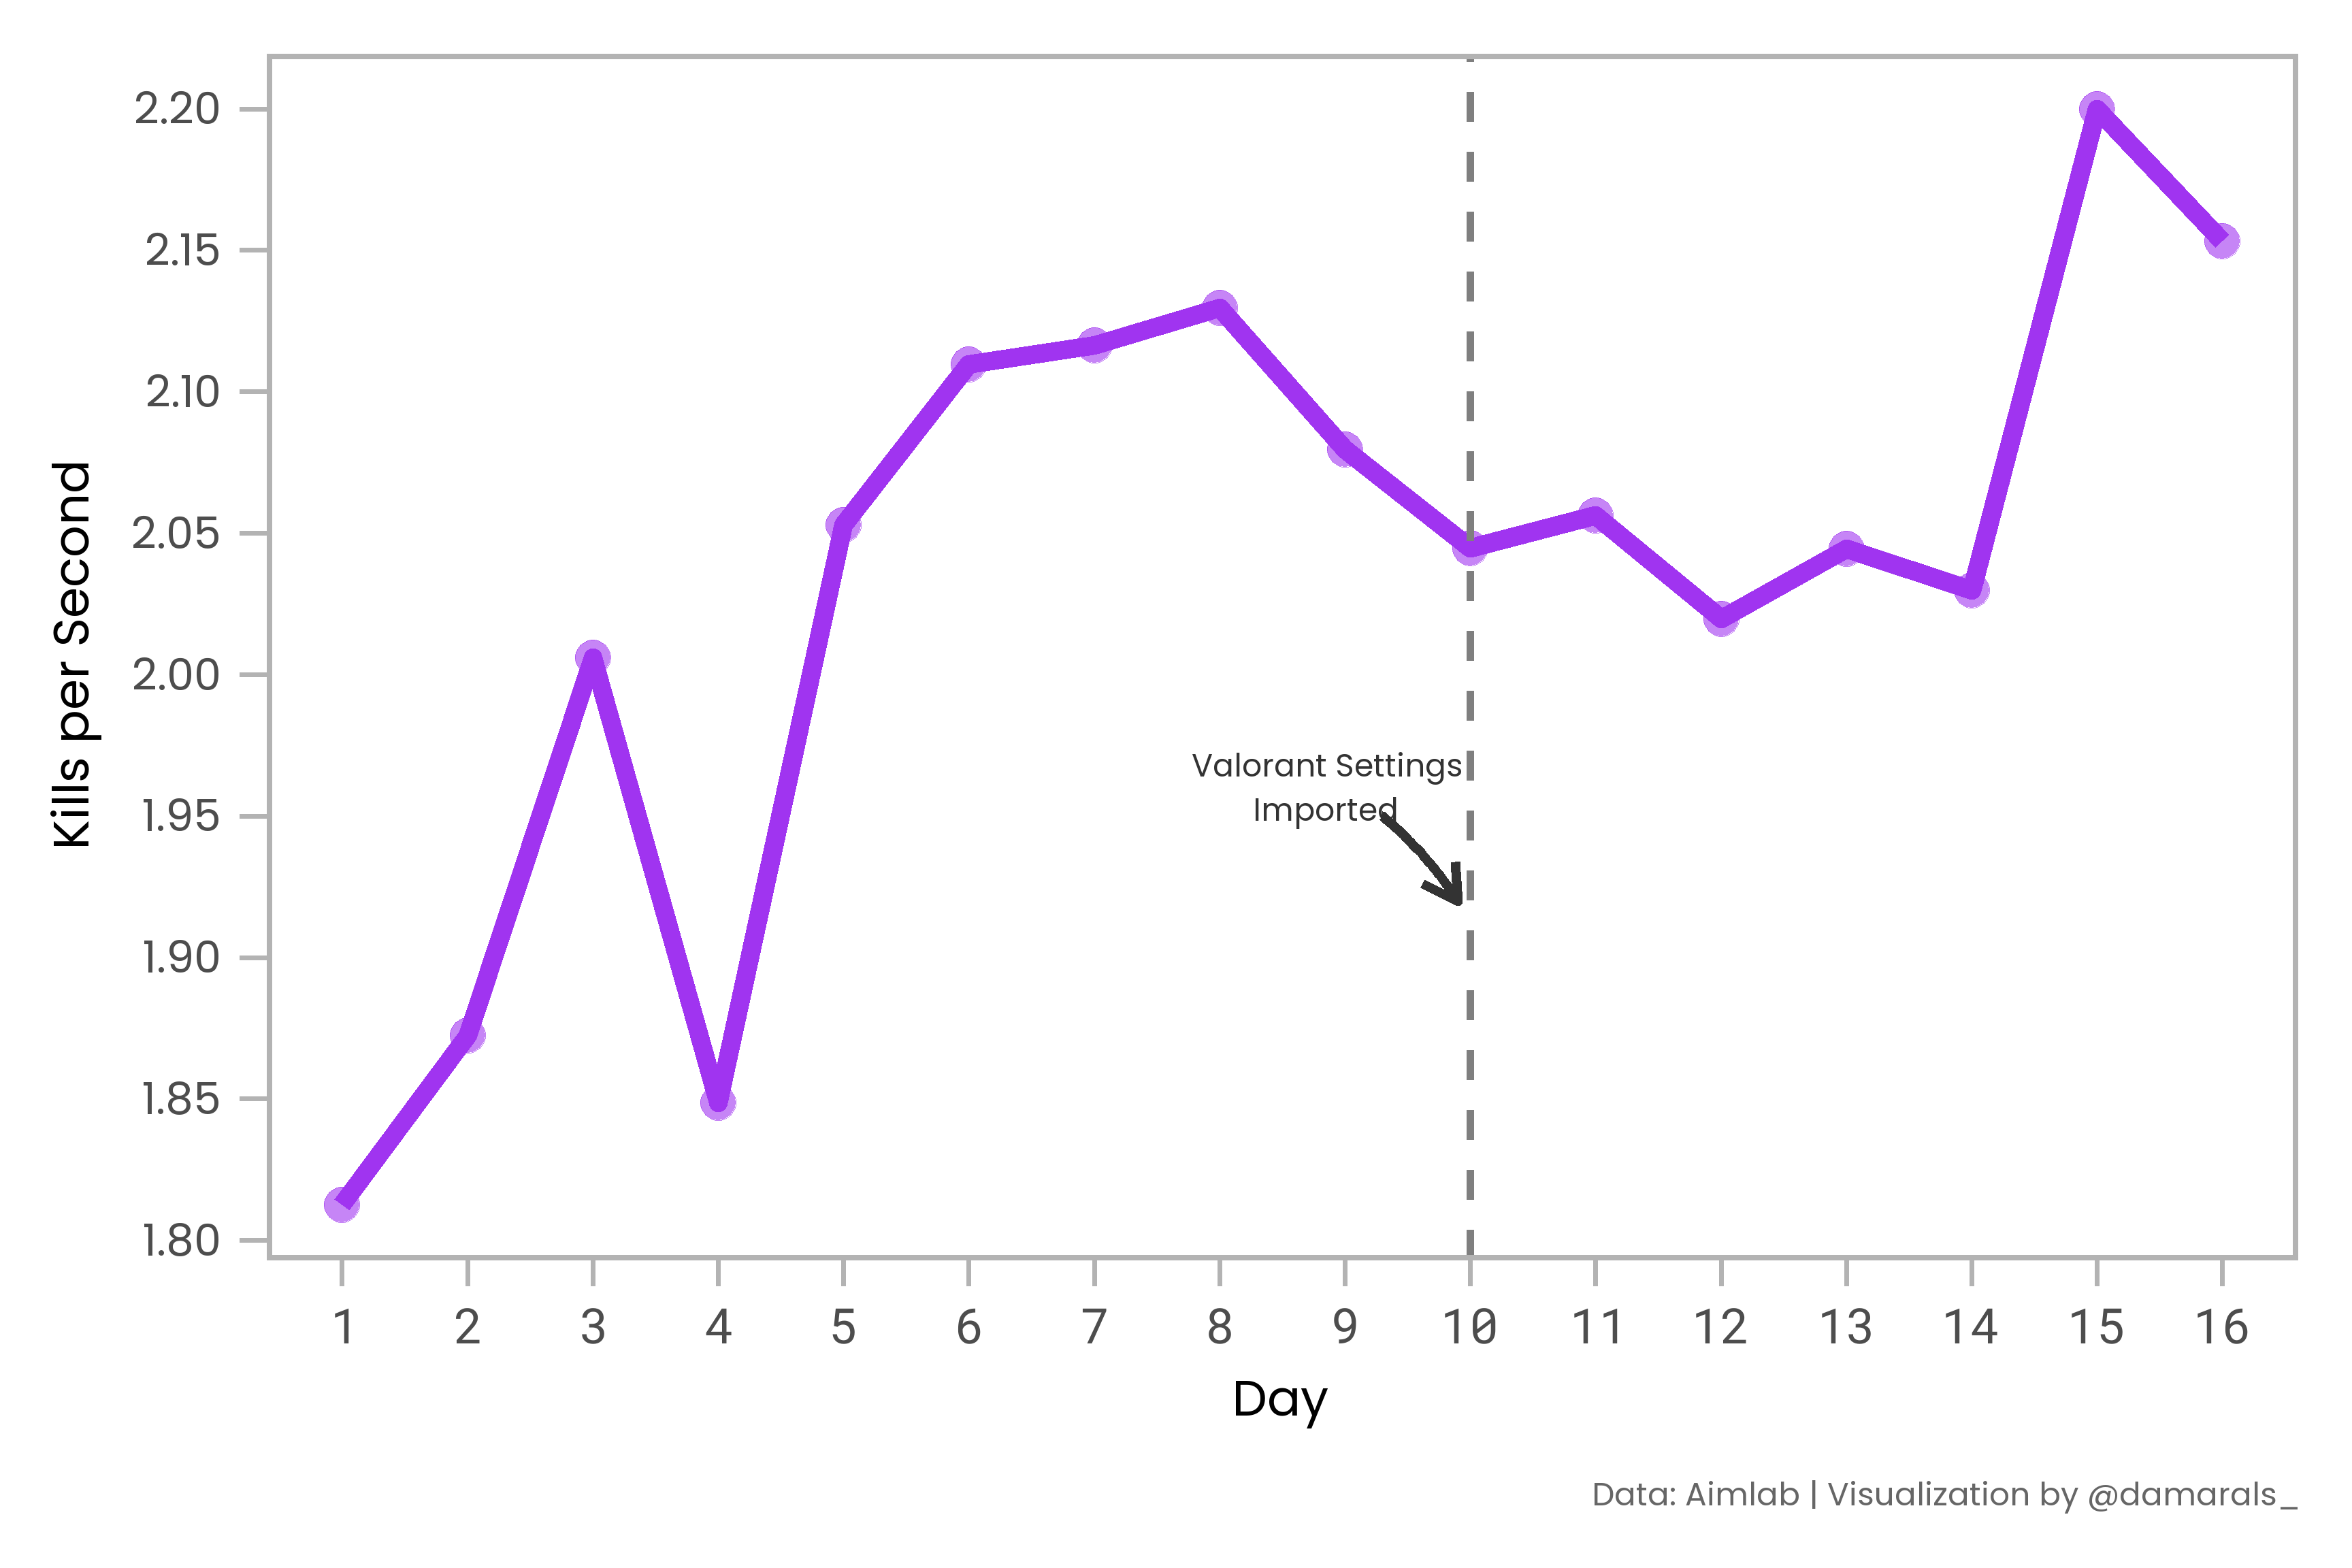 Kills per Second
2.20
2.15
2.10
2.05
2.00
1.95
1.90
1.85
1.80
Valorant Settings
Imported
1 2 3 4 5 6 7 8 9 10 11 12 13 14 15 16
Day
Data: Aimlab | Visualization by @damarals_